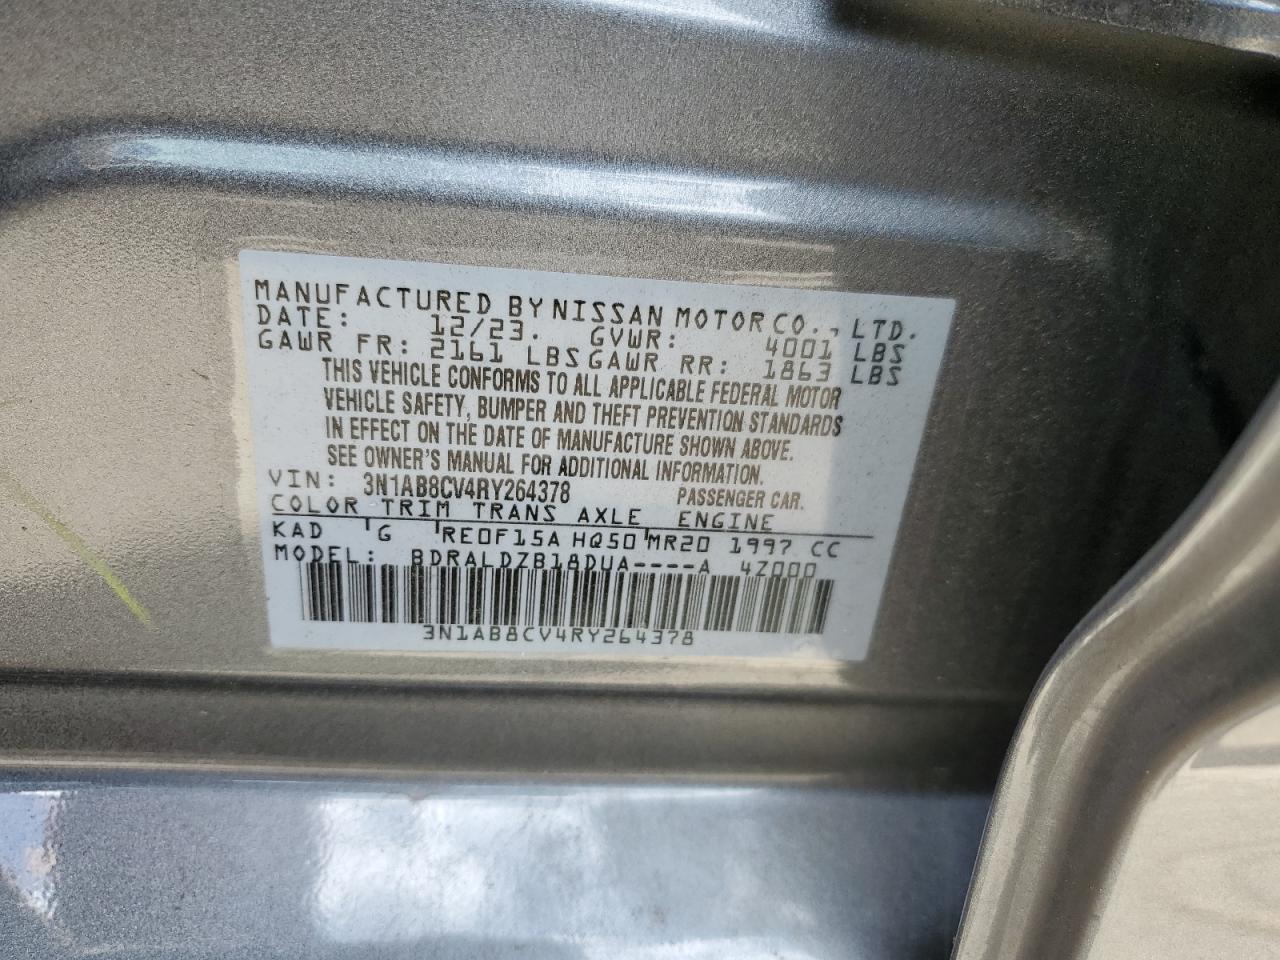 MANUFACTURED BY NISSAN MOTOR CO., LTD.
DATE: 12/23. GVWR: 4001 LBS
GAWR FR: 2161 LBS GAWR RR: 1863 LBS
THIS VEHICLE CONFORMS TO ALL APPLICABLE FEDERAL MOTOR
VEHICLE SAFETY, BUMPER AND THEFT PREVENTION STANDARDS
IN EFFECT ON THE DATE OF MANUFACTURE SHOWN ABOVE.
SEE OWNER'S MANUAL FOR ADDITIONAL INFORMATION.
VIN: 3N1AB8CV4RY264378 PASSENGER CAR.
COLOR TRIM TRANS AXLE ENGINE
KAD G RE0F15A HQ50 MR20 1997 CC
MODEL: BDRALDZB18DUA----A 4Z000
3N1AB8CV4RY264378